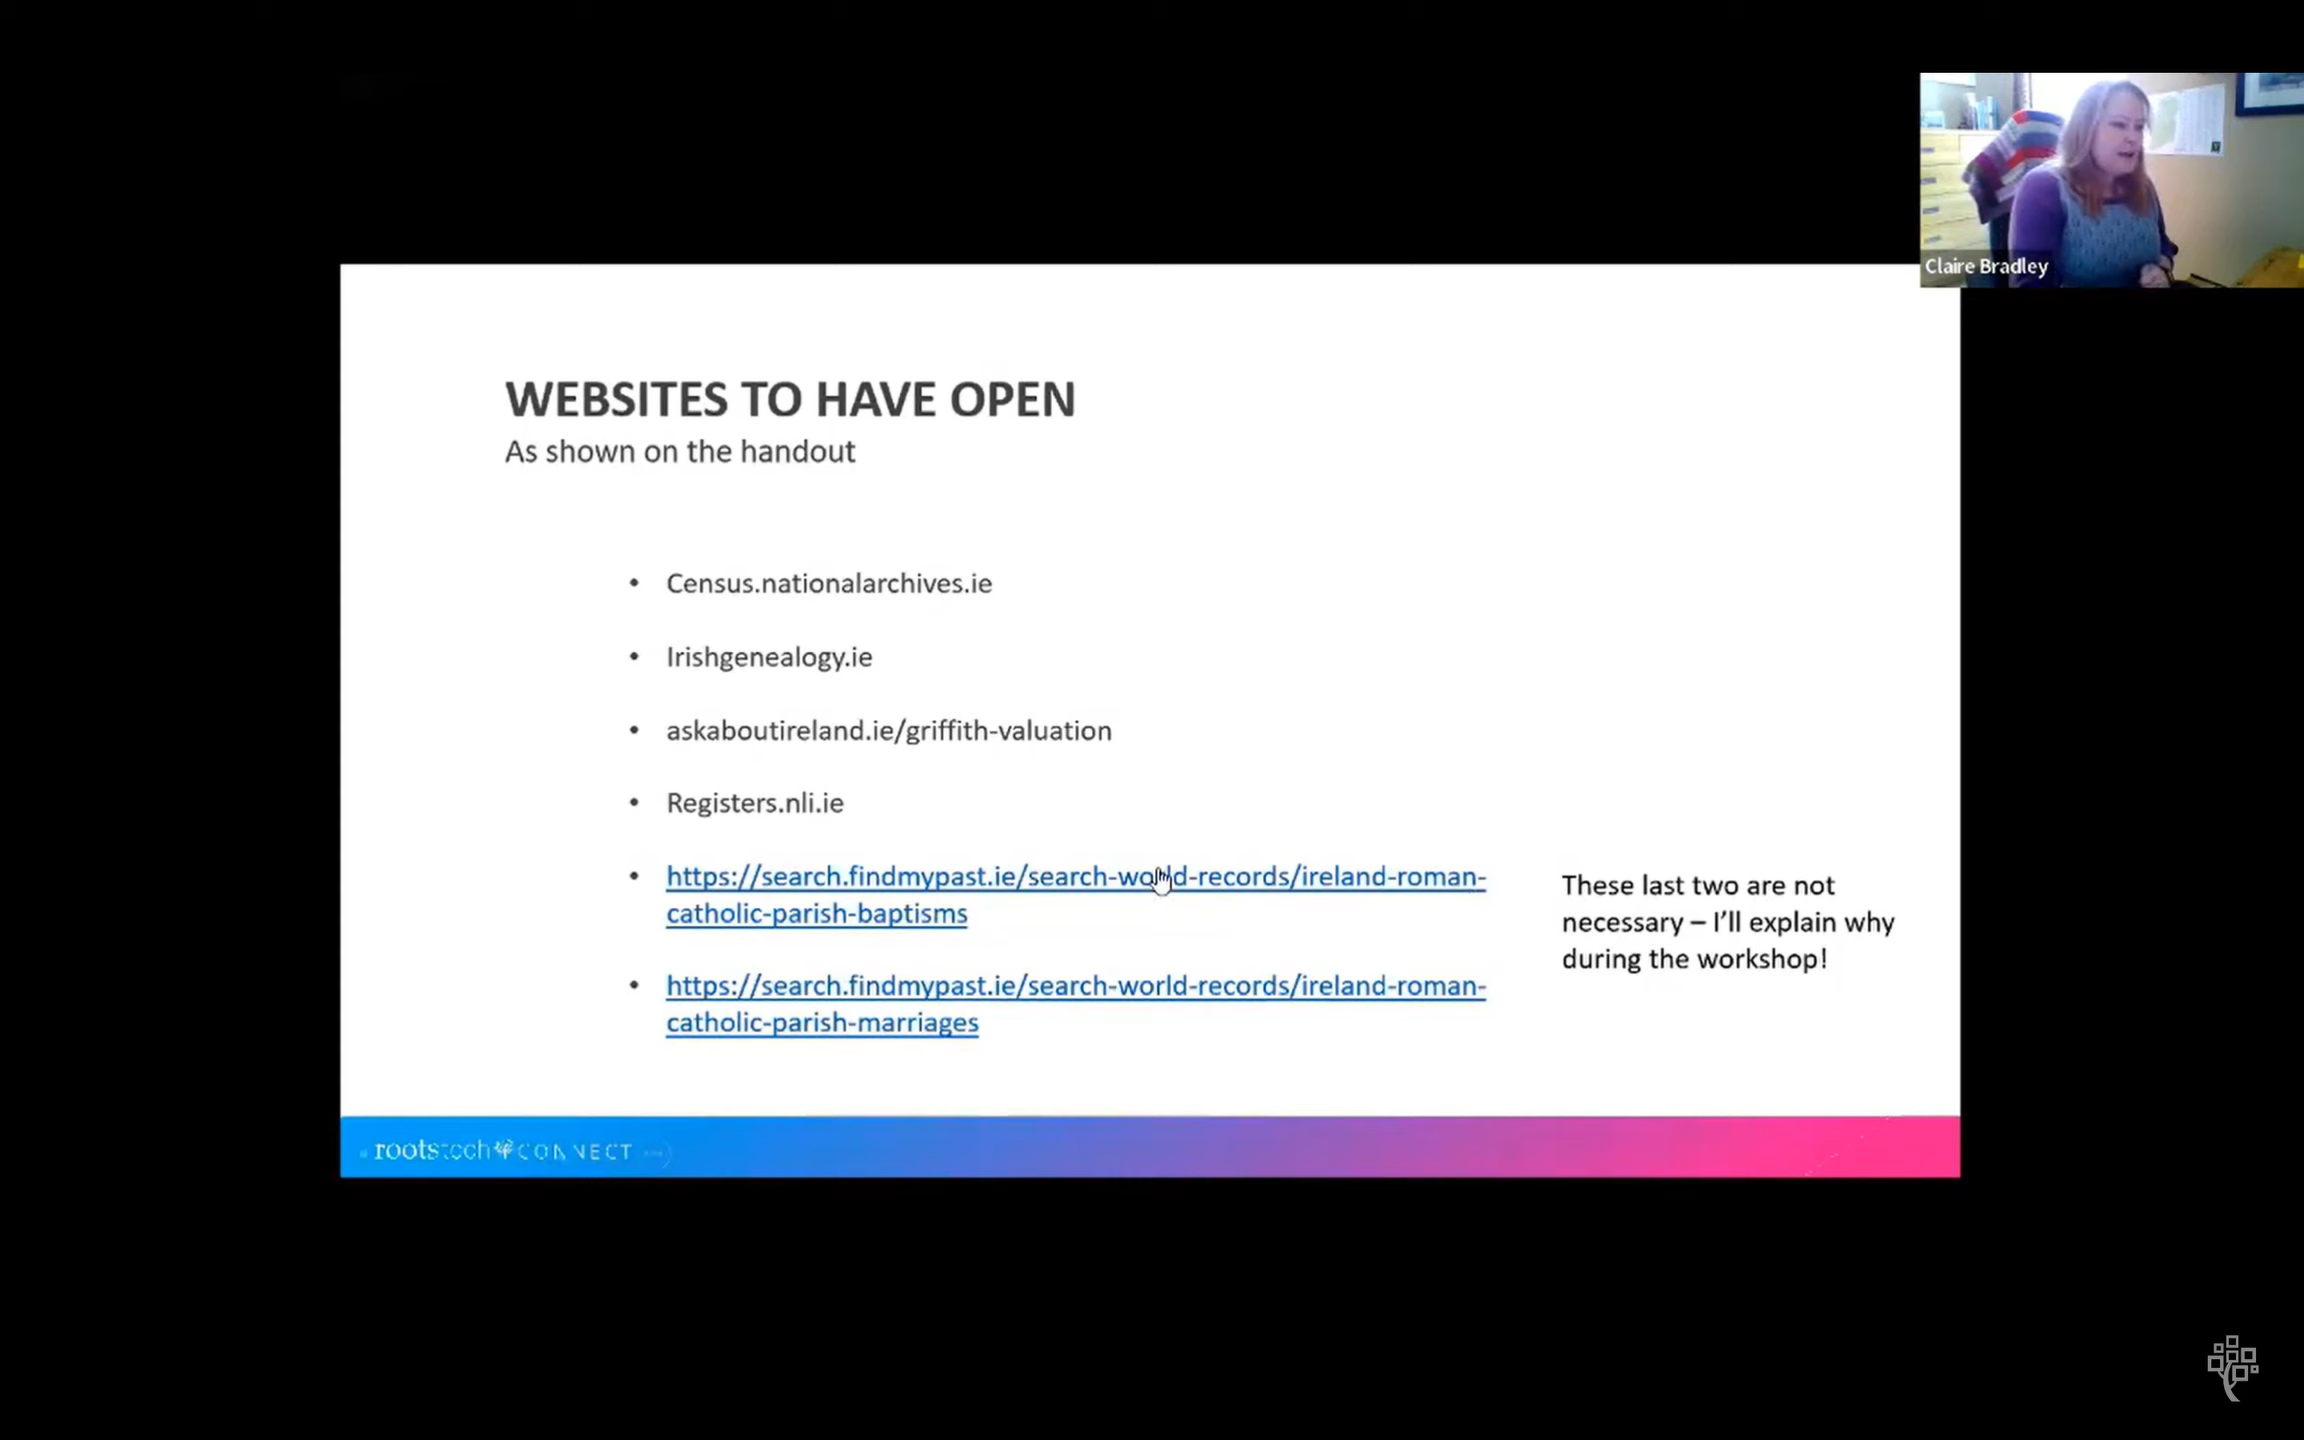 Claire Bradley
WEBSITES TO HAVE OPEN
As shown on the handout
• Census.nationalarchives.ie
• Irishgenealogy.ie
• askaboutireland.ie/griffith-valuation
• Registers.nli.ie
• https://search.findmypast.ie/search-world-records/ireland-roman-
catholic-parish-baptisms
• https://search.findmypast.ie/search-world-records/ireland-roman-
catholic-parish-marriages
These last two are not
necessary – I’ll explain why
during the workshop!
rootstech CONNECT